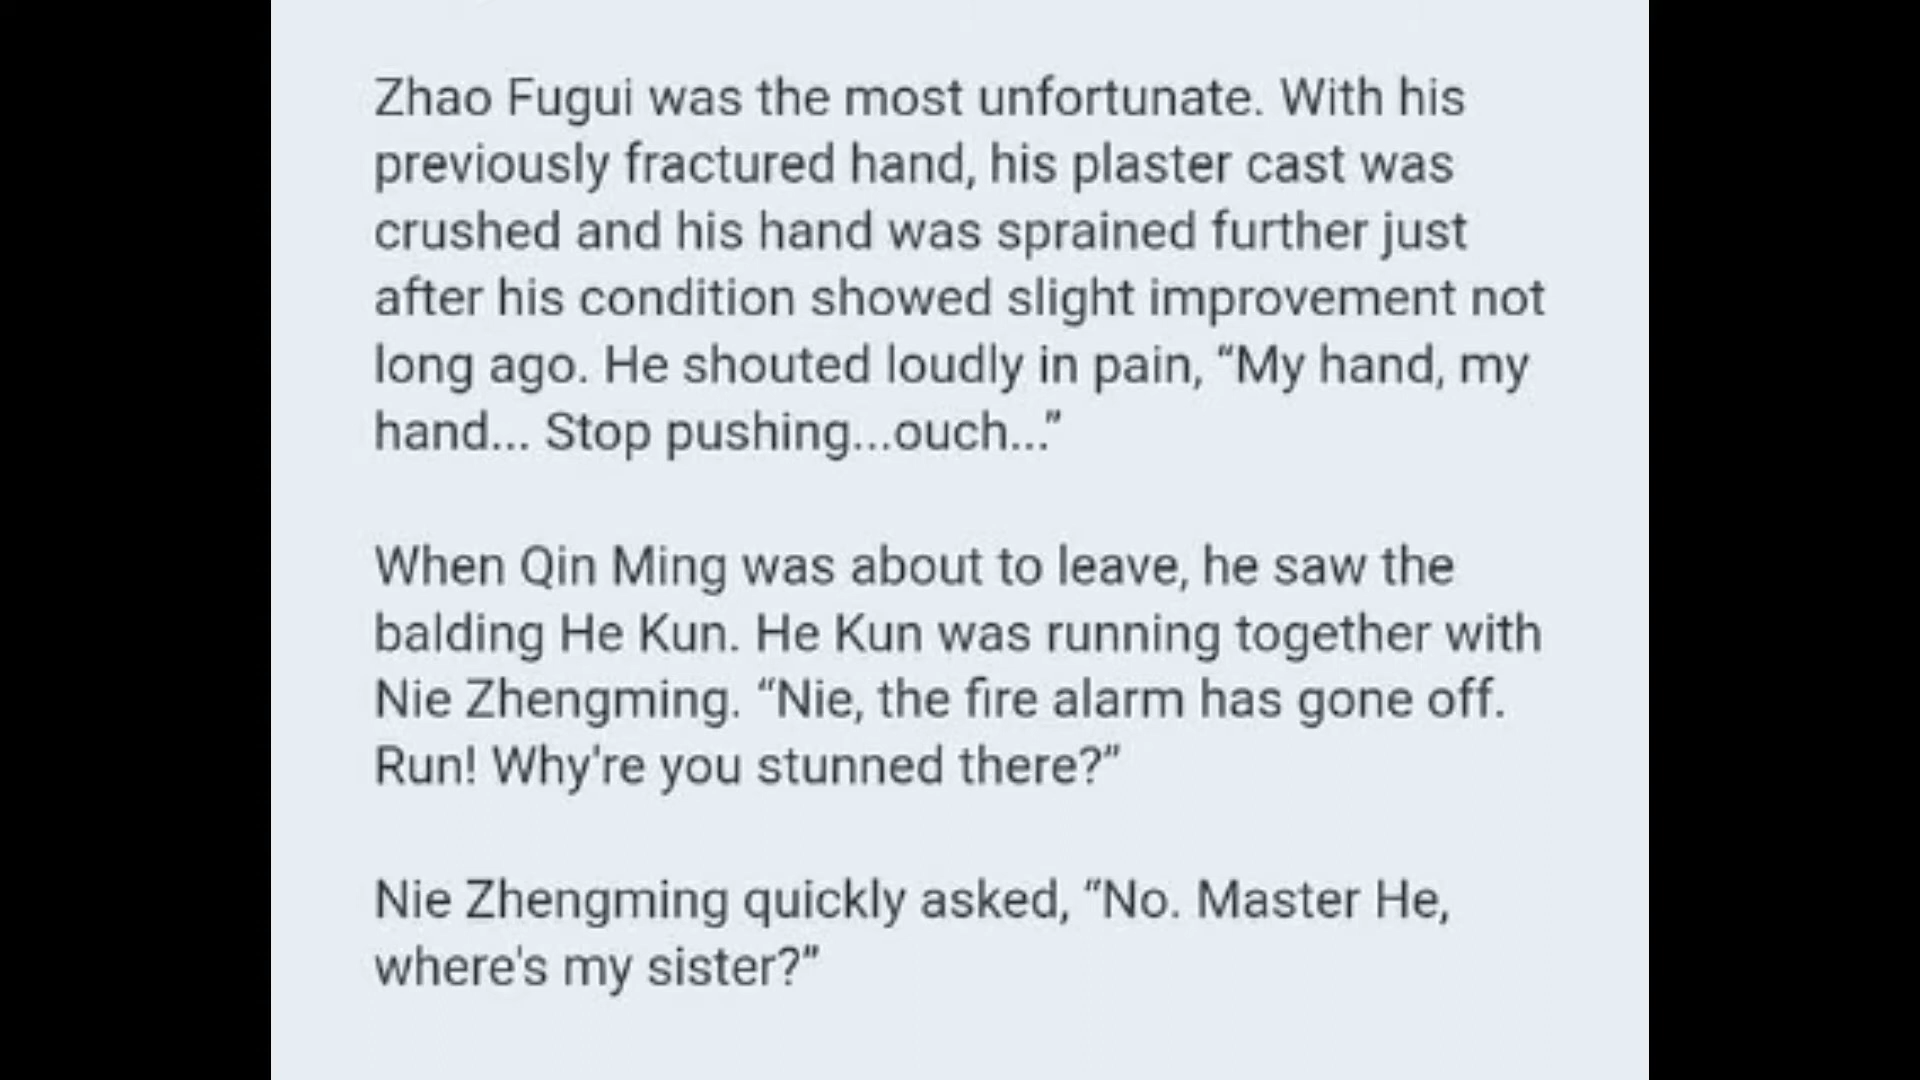 Zhao Fugui was the most unfortunate. With his
previously fractured hand, his plaster cast was
crushed and his hand was sprained further just
after his condition showed slight improvement not
long ago. He shouted loudly in pain, “My hand, my
hand... Stop pushing...ouch...”
When Qin Ming was about to leave, he saw the
balding He Kun. He Kun was running together with
Nie Zhengming. “Nie, the fire alarm has gone off.
Run! Why're you stunned there?”
Nie Zhengming quickly asked, “No. Master He,
where's my sister?”